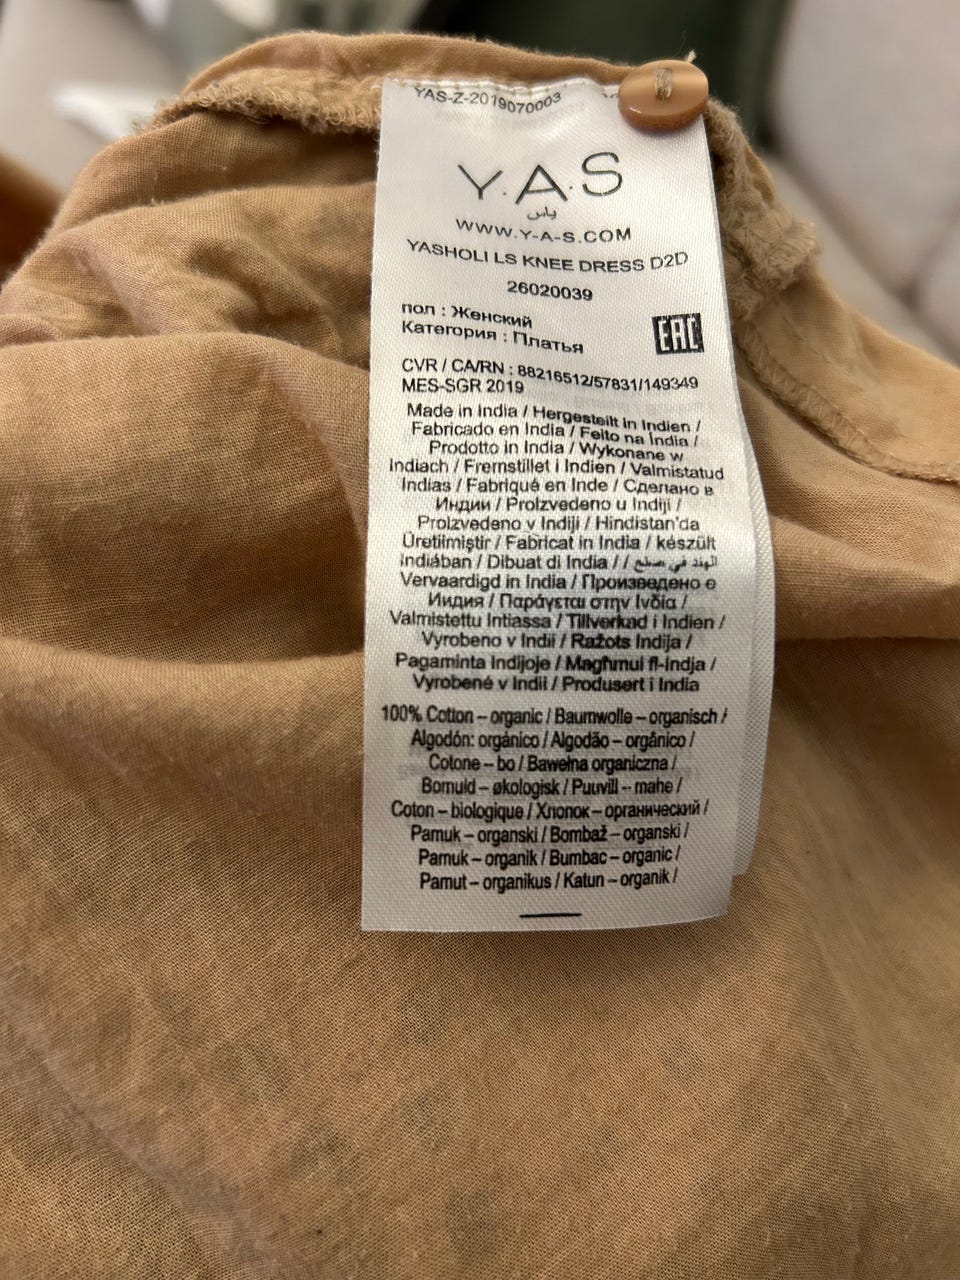 YAS-Z-2019070003
Y.A.S
ياس
WWW.Y-A-S.COM
YASHOLI LS KNEE DRESS D2D
26020039
пол : Женский
Категория : Платья
EAC
CVR / CA/RN : 88216512/57831/149349
MES-SGR 2019
Made in India / Hergestellt in Indien /
Fabricado en India / Feito na India /
Prodotto in India / Wykonane w
Indiach / Fremstillet i Indien / Valmistatud
Indias / Fabriqué en Inde / Сделано в
Индии / Proizvedeno u Indiji /
Proizvedeno v Indiji / Hindistan'da
Üretilmiştir / Fabricat in India / készült
Indiában / Dibuat di India / / الهند في صنع
Vervaardigd in India / Произведено е
Индия / Παράγεται στην Ινδία /
Valmistettu Intiassa / Tillverkad i Indien /
Vyrobeno v Indii / Ražots Indija /
Pagaminta Indijoje / Magħmul fl-Indja /
Vyrobené v Indii / Produsert i India
100% Cotton – organic / Baumwolle – organisch /
Algodón: orgánico / Algodão – orgânico /
Cotone – bo / Bawełna organiczna /
Bomuld – økologisk / Puuvill – mahe /
Coton – biologique / Хлопок – органический /
Pamuk – organski / Bombaž – organski /
Pamuk – organik / Bumbac – organic /
Pamut – organikus / Katun – organik /